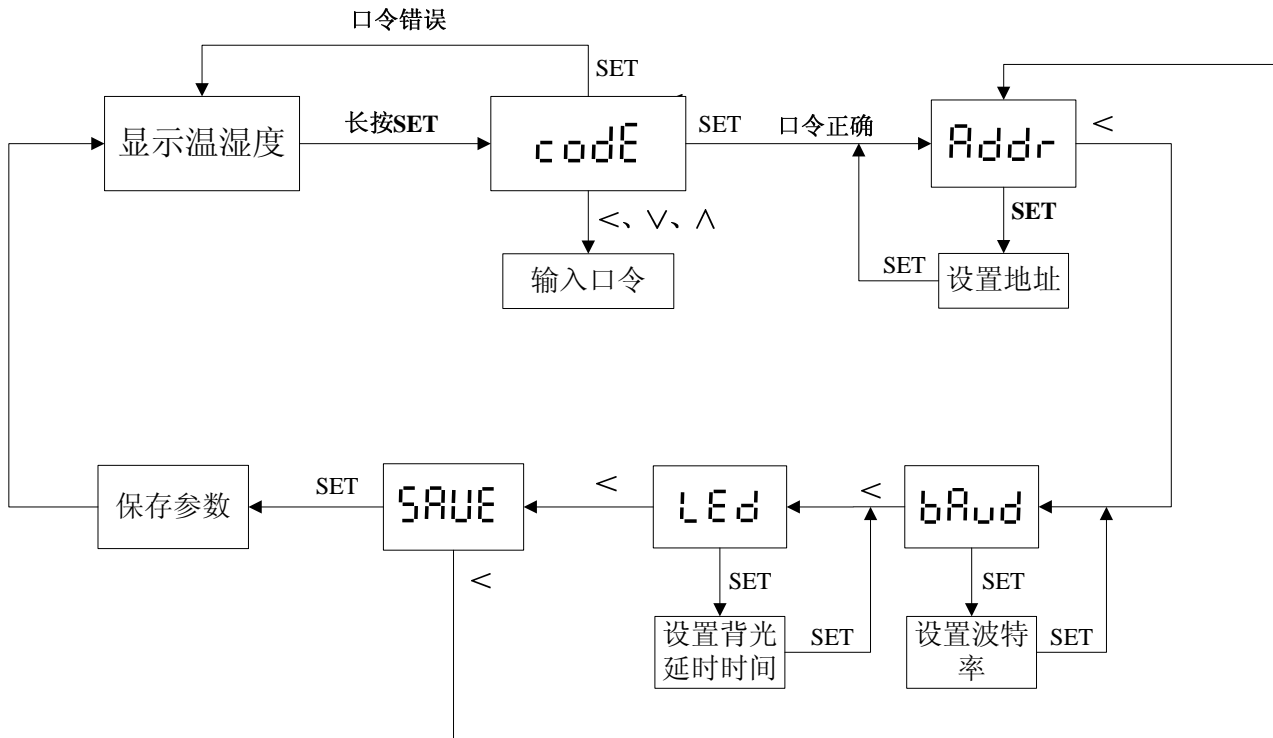 口令错误
SET
显示温湿度
长按SET
codE
SET
口令正确
Addr
<
<、∨、∧
SET
输入口令
SET
设置地址
保存参数
SET
SAVE
<
LEd
<
bAud
<
SET
SET
设置背光
延时时间
SET
设置波特
率
SET